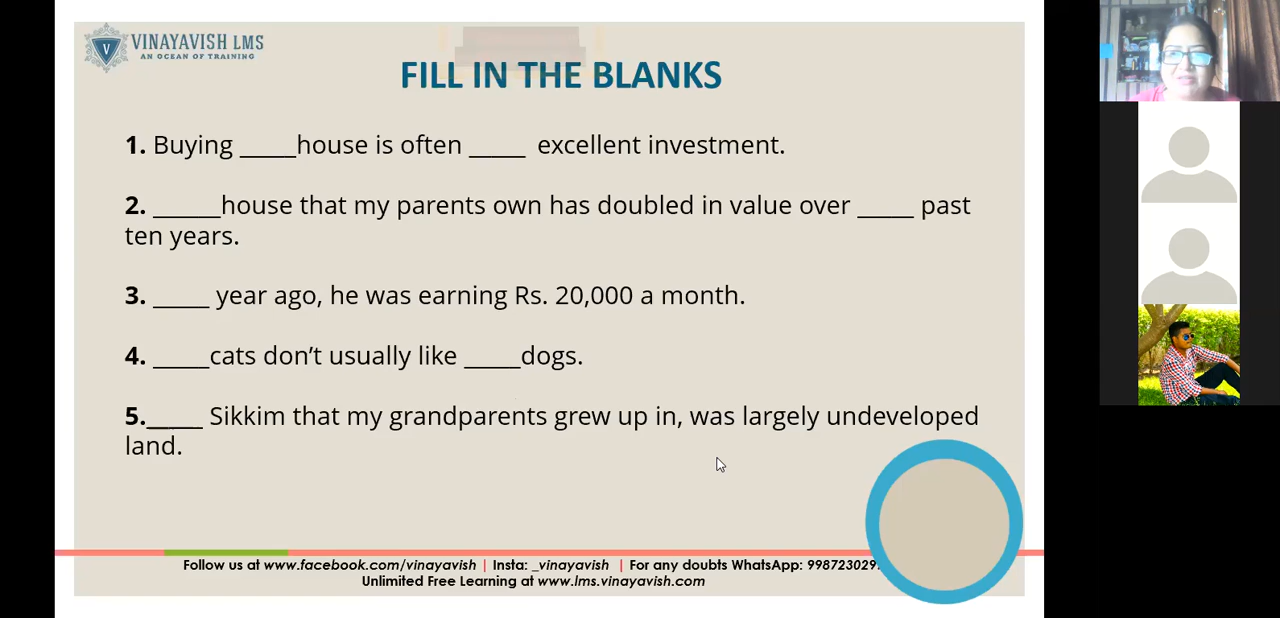 VINAYAVISH LMS
AN OCEAN OF TRAINING
FILL IN THE BLANKS
1. Buying _____house is often _____ excellent investment.
2. ______house that my parents own has doubled in value over _____ past
ten years.
3. _____ year ago, he was earning Rs. 20,000 a month.
4. _____cats don’t usually like _____dogs.
5._____ Sikkim that my grandparents grew up in, was largely undeveloped
land.
Follow us at www.facebook.com/vinayavish | Insta: _vinayavish | For any doubts WhatsApp:
Unlimited Free Learning at www.lms.vinayavish.com